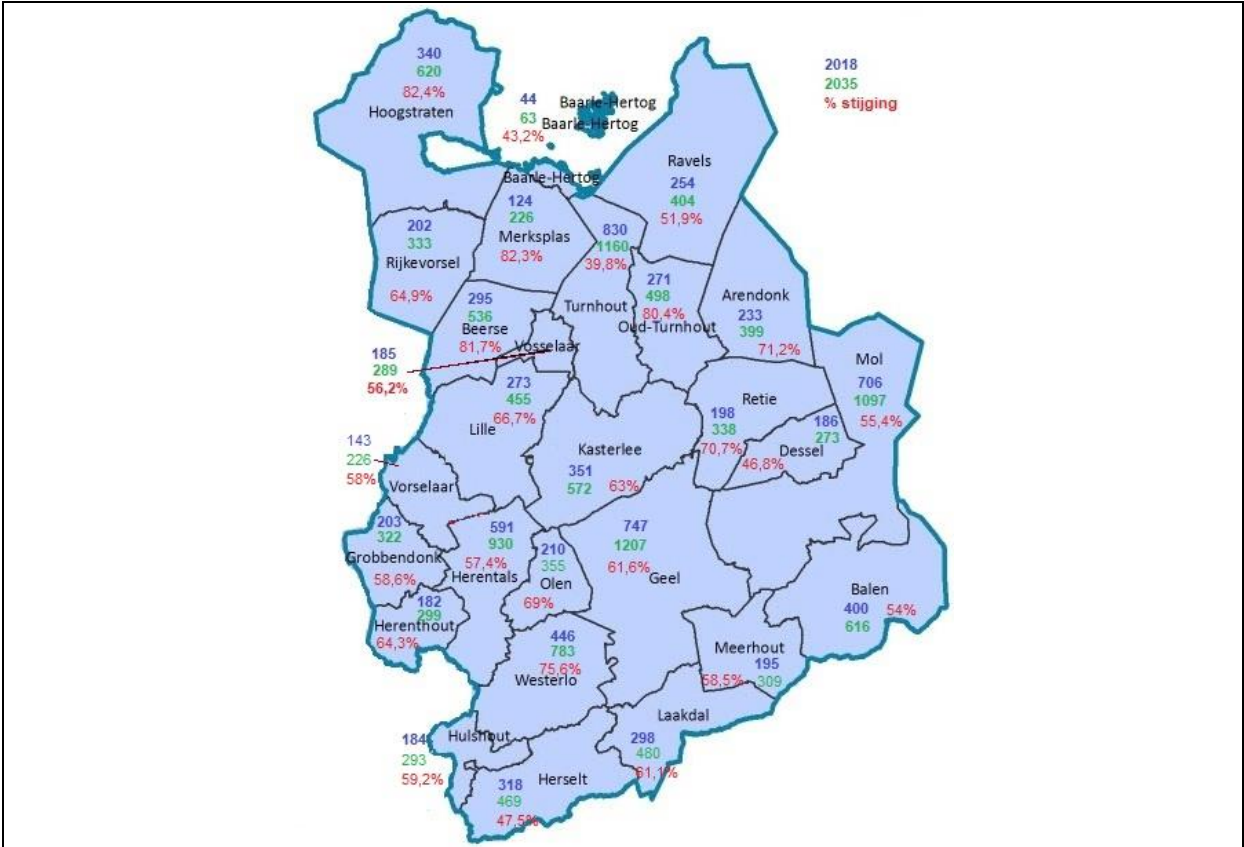 340
620
82,4%
Hoogstraten
2018
2035
% stijging
44
63
43,2%
Baarle-Hertog
Baarle-Hertog
Baarle-Hertog
Ravels
254
404
51,9%
124
226
Merksplas
82,3%
202
333
Rijkevorsel
64,9%
830
1160
39,8%
Turnhout
271
498
80,4%
Oud-Turnhout
Arendonk
233
399
71,2%
295
536
Beerse
81,7%
Vosselaar
185
289
56,2%
Mol
706
1097
55,4%
273
455
66,7%
Lille
Retie
198
338
70,7%
186
273
Dessel
46,8%
Kasterlee
351
572
63%
143
226
58%
Vorselaar
203
322
Grobbendonk
58,6%
591
930
57,4%
Herentals
210
355
Olen
69%
747
1207
61,6%
Geel
182
299
Herenthout
64,3%
Balen
400
54%
616
446
783
75,6%
Westerlo
Meerhout
195
58,5%
309
Laakdal
298
480
61,1%
Hulshout
184
293
59,2%
Herselt
318
469
47,5%